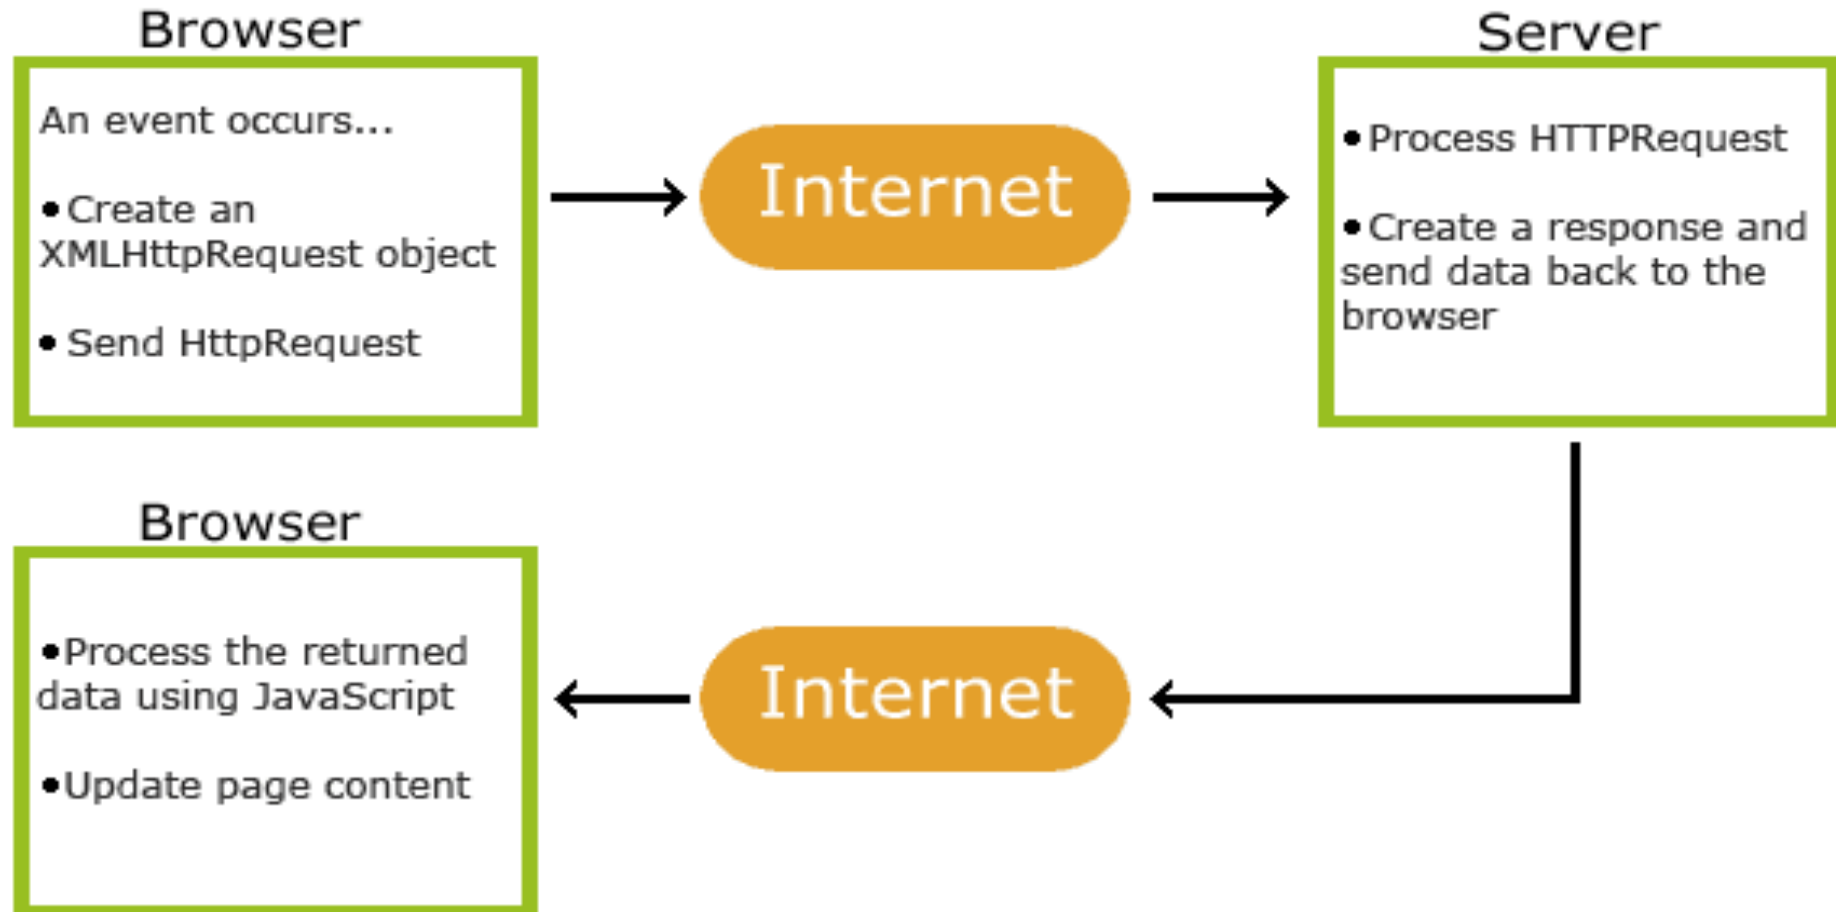 Browser
An event occurs...
•Create an
XMLHttpRequest object
• Send HttpRequest
Internet
Server
•Process HTTPRequest
•Create a response and
send data back to the
browser
Browser
•Process the returned
data using JavaScript
•Update page content
Internet